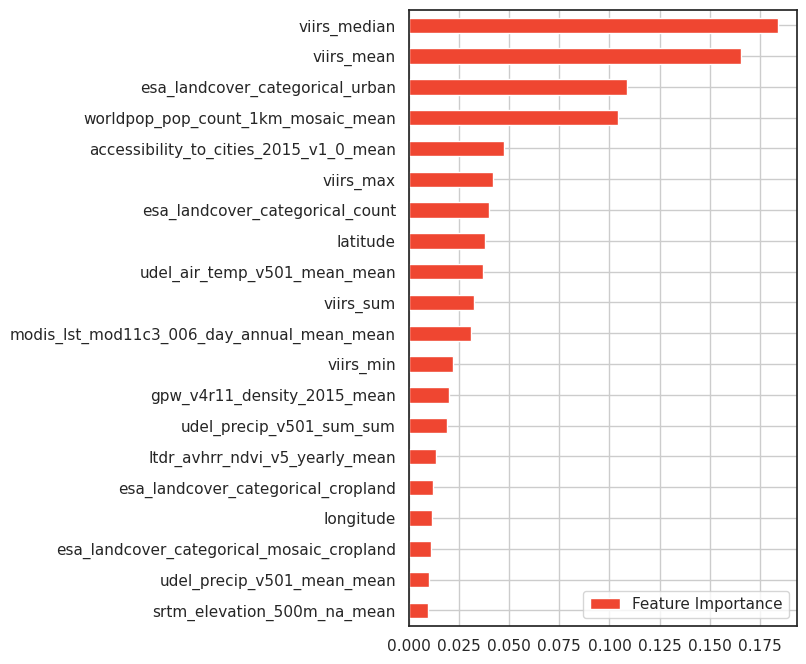 viirs_median
viirs_mean
esa_landcover_categorical_urban
worldpop_pop_count_1km_mosaic_mean
accessibility_to_cities_2015_v1_0_mean
viirs_max
esa_landcover_categorical_count
latitude
udel_air_temp_v501_mean_mean
viirs_sum
modis_lst_mod11c3_006_day_annual_mean_mean
viirs_min
gpw_v4r11_density_2015_mean
udel_precip_v501_sum_sum
ltdr_avhrr_ndvi_v5_yearly_mean
esa_landcover_categorical_cropland
longitude
esa_landcover_categorical_mosaic_cropland
udel_precip_v501_mean_mean
srtm_elevation_500m_na_mean
Feature Importance
0.000 0.025 0.050 0.075 0.100 0.125 0.150 0.175